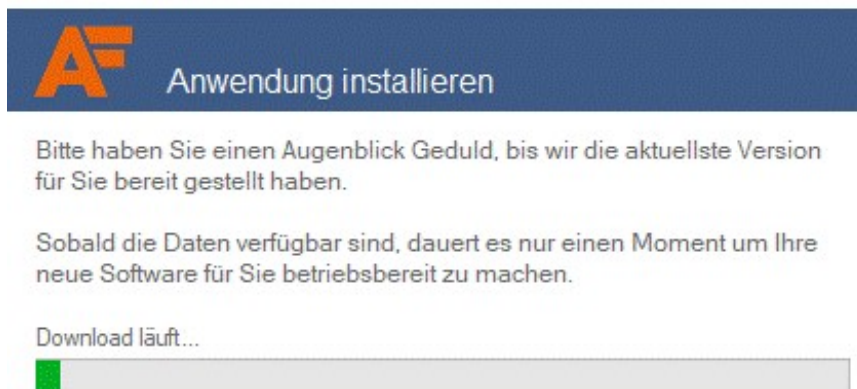 AF
Anwendung installieren
Bitte haben Sie einen Augenblick Geduld, bis wir die aktuellste Version
für Sie bereit gestellt haben.
Sobald die Daten verfügbar sind, dauert es nur einen Moment um Ihre
neue Software für Sie betriebsbereit zu machen.
Download läuft...